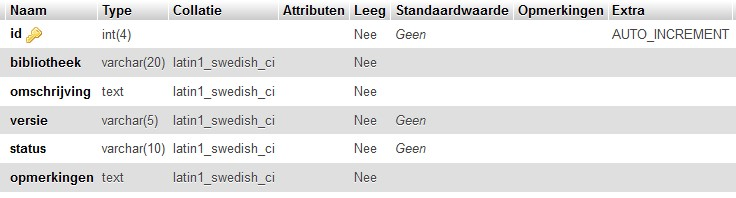 Naam Type Collatie Attributen Leeg Standaardwaarde Opmerkingen Extra
id int(4) Nee Geen AUTO_INCREMENT
bibliotheek varchar(20) latin1_swedish_ci Nee
omschrijving text latin1_swedish_ci Nee
versie varchar(5) latin1_swedish_ci Nee Geen
status varchar(10) latin1_swedish_ci Nee Geen
opmerkingen text latin1_swedish_ci Nee